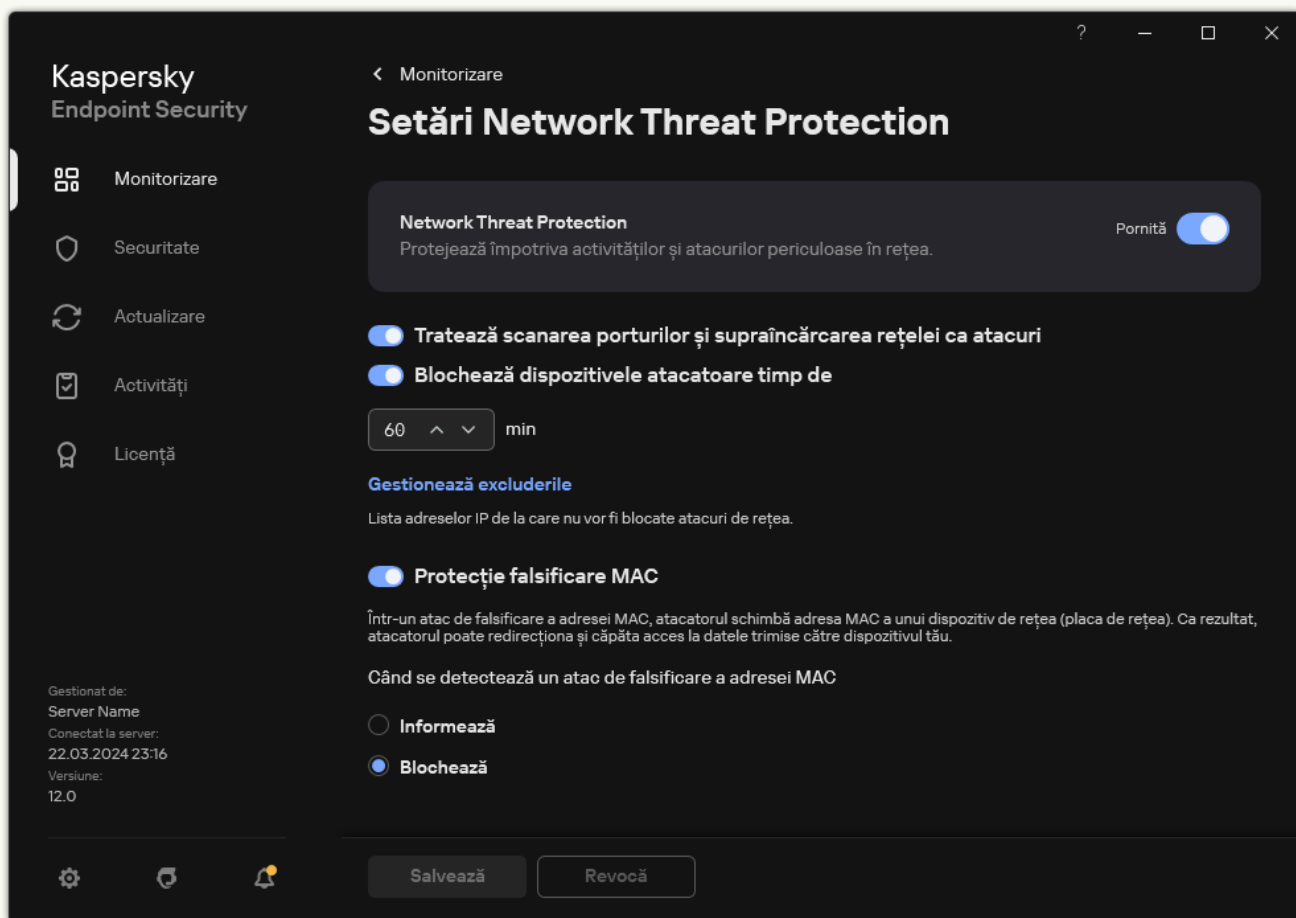 Kaspersky
Endpoint Security
Monitorizare
Securitate
Actualizare
Activități
Licență
Gestionat de:
Server Name
Conectat la server:
22.03.2024 23:16
Versiune:
12.0
?
Monitorizare
Setări Network Threat Protection
Network Threat Protection
Protejează împotriva activităților și atacurilor periculoase în rețea.
Pornită
Tratează scanarea porturilor și supraîncărcarea rețelei ca atacuri
Blochează dispozitivele atacatoare timp de
60 min
Gestionează excluderile
Lista adreselor IP de la care nu vor fi blocate atacuri de rețea.
Protecție falsificare MAC
Într-un atac de falsificare a adresei MAC, atacatorul schimbă adresa MAC a unui dispozitiv de rețea (placa de rețea). Ca rezultat,
atacatorul poate redirecționa și căpăta acces la datele trimise către dispozitivul tău.
Când se detectează un atac de falsificare a adresei MAC
Informează
Blochează
Salvează
Revocă